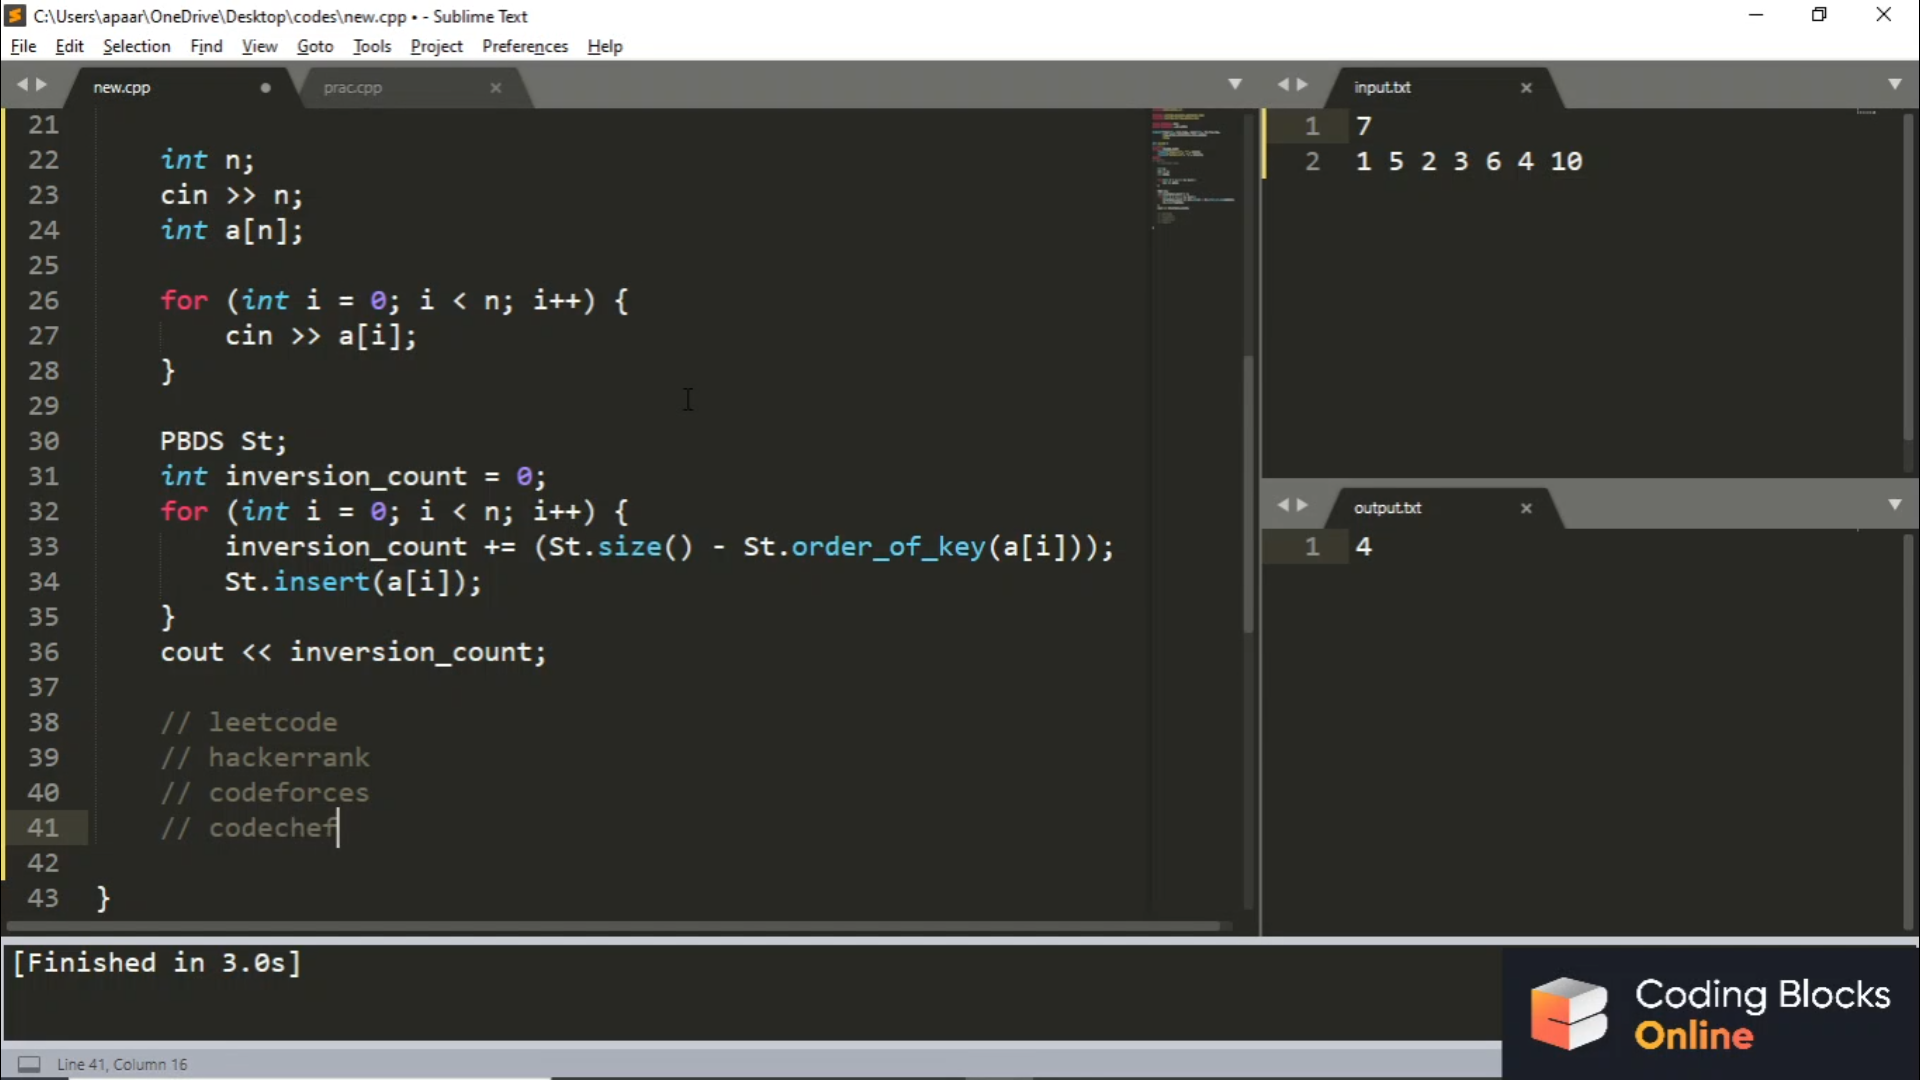 C:\Users\apaar\OneDrive\Desktop\codes\new.cpp • - Sublime Text
File Edit Selection Find View Goto Tools Project Preferences Help
new.cpp prac.cpp
21
22 int n;
23 cin >> n;
24 int a[n];
25
26 for (int i = 0; i < n; i++) {
27 cin >> a[i];
28 }
29
30 PBDS St;
31 int inversion_count = 0;
32 for (int i = 0; i < n; i++) {
33 inversion_count += (St.size() - St.order_of_key(a[i]));
34 St.insert(a[i]);
35 }
36 cout << inversion_count;
37
38 // leetcode
39 // hackerrank
40 // codeforces
41 // codechef
42
43 }
input.txt
1 7
2 1 5 2 3 6 4 10
output.txt
1 4
[Finished in 3.0s]
Line 41, Column 16
Coding Blocks
Online